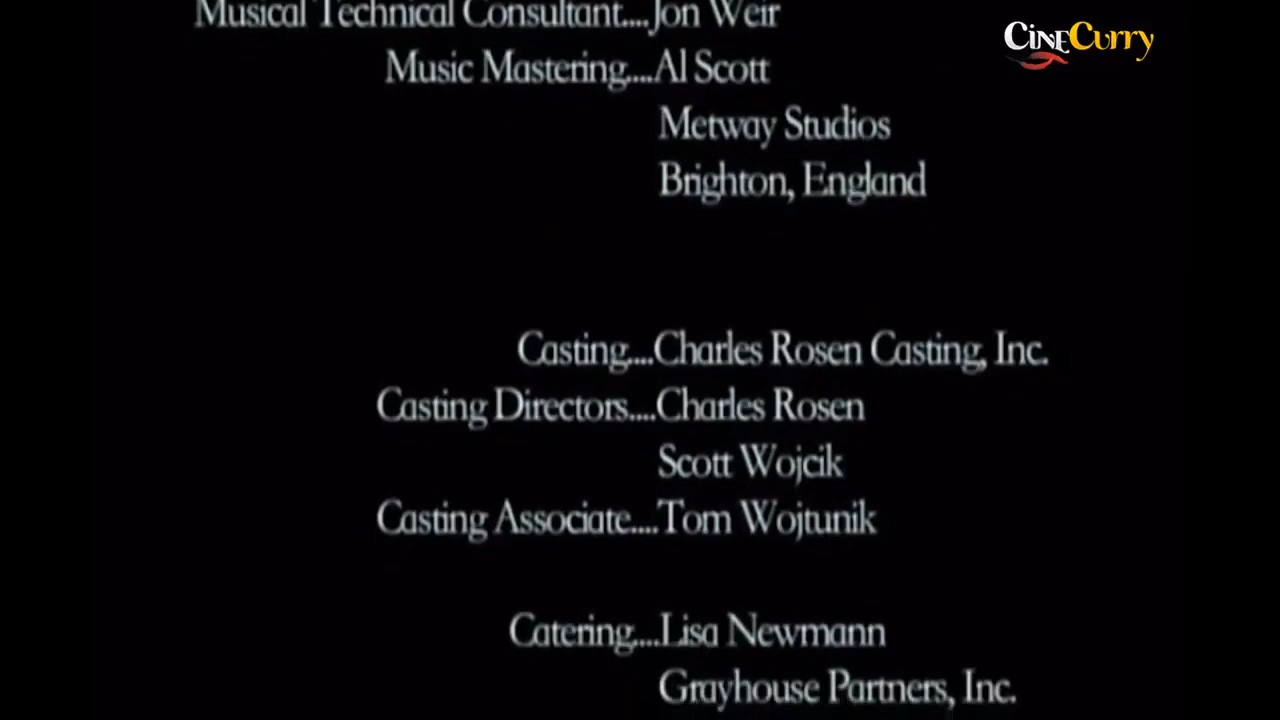 Musical Technical Consultant....Jon Weir
CineCurry
Music Mastering....Al Scott
Metway Studios
Brighton, England
Casting....Charles Rosen Casting, Inc.
Casting Directors....Charles Rosen
Scott Wojcik
Casting Associate....Tom Wojtunik
Catering....Lisa Newmann
Grayhouse Partners, Inc.